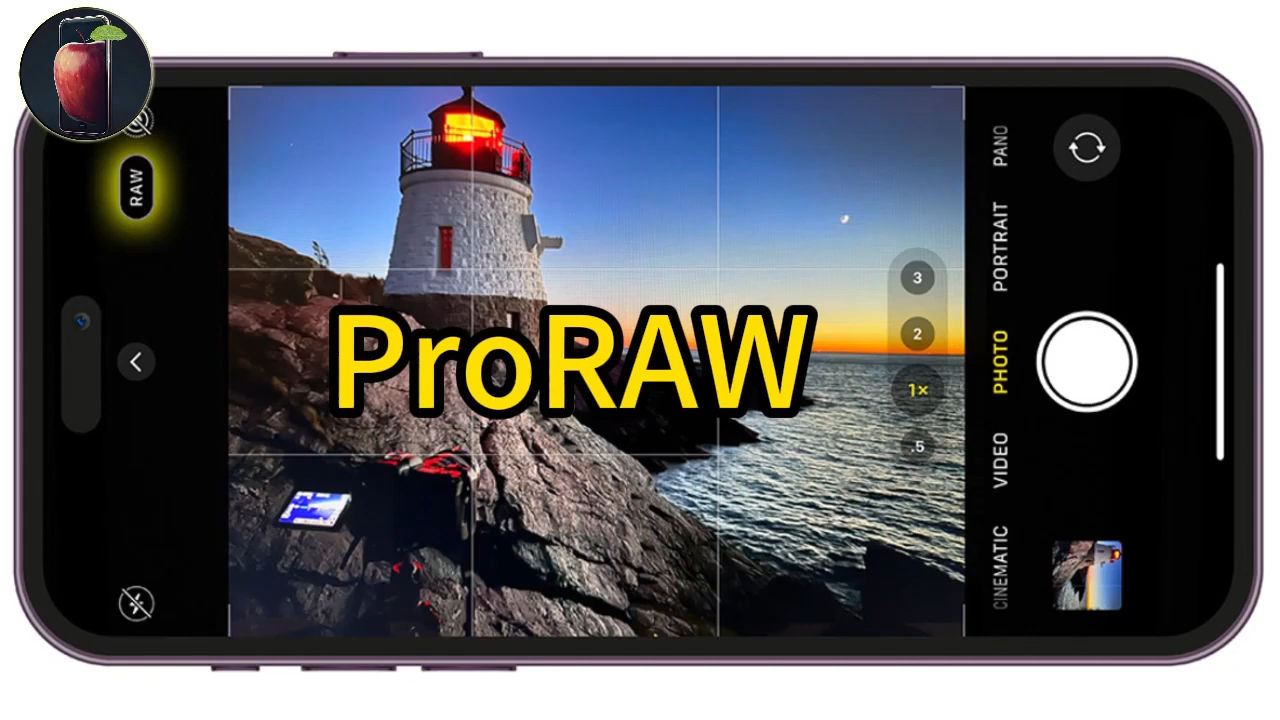 RAW
ProRAW
3
2
1×
.5
PANO
PORTRAIT
PHOTO
VIDEO
CINEMATIC